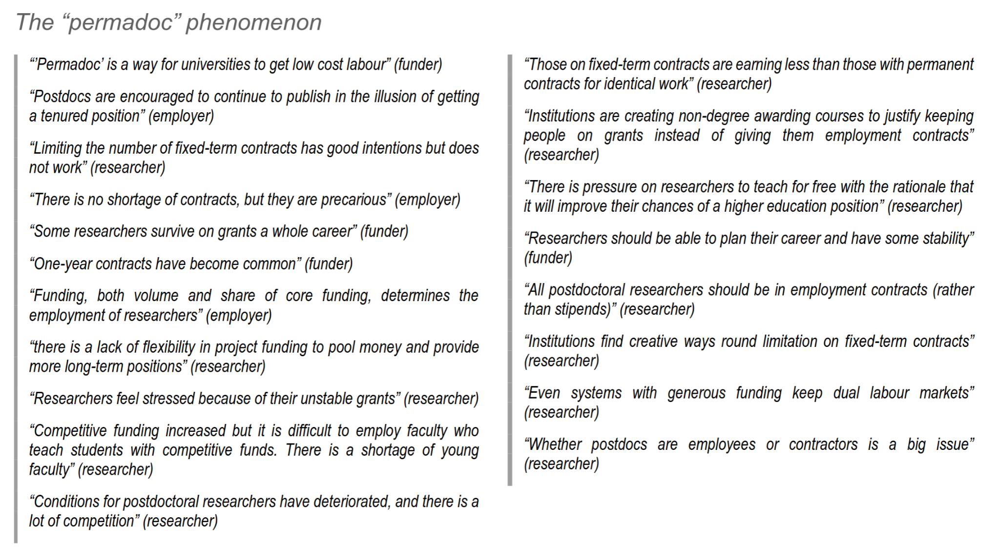 The “permadoc” phenomenon
“’Permadoc’ is a way for universities to get low cost labour” (funder)
“Postdocs are encouraged to continue to publish in the illusion of getting
a tenured position” (employer)
“Limiting the number of fixed-term contracts has good intentions but does
not work” (researcher)
“There is no shortage of contracts, but they are precarious” (employer)
“Some researchers survive on grants a whole career” (funder)
“One-year contracts have become common” (funder)
“Funding, both volume and share of core funding, determines the
employment of researchers” (employer)
“there is a lack of flexibility in project funding to pool money and provide
more long-term positions” (researcher)
“Researchers feel stressed because of their unstable grants” (researcher)
“Competitive funding increased but it is difficult to employ faculty who
teach students with competitive funds. There is a shortage of young
faculty” (researcher)
“Conditions for postdoctoral researchers have deteriorated, and there is a
lot of competition” (researcher)
“Those on fixed-term contracts are earning less than those with permanent
contracts for identical work” (researcher)
“Institutions are creating non-degree awarding courses to justify keeping
people on grants instead of giving them employment contracts”
(researcher)
“There is pressure on researchers to teach for free with the rationale that
it will improve their chances of a higher education position” (researcher)
“Researchers should be able to plan their career and have some stability”
(funder)
“All postdoctoral researchers should be in employment contracts (rather
than stipends)” (researcher)
“Institutions find creative ways round limitation on fixed-term contracts”
(researcher)
“Even systems with generous funding keep dual labour markets”
(researcher)
“Whether postdocs are employees or contractors is a big issue”
(researcher)